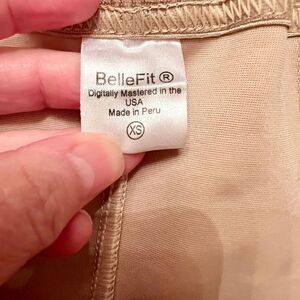 BelleFit ®
Digitally Mastered in the
USA
Made in Peru
XS